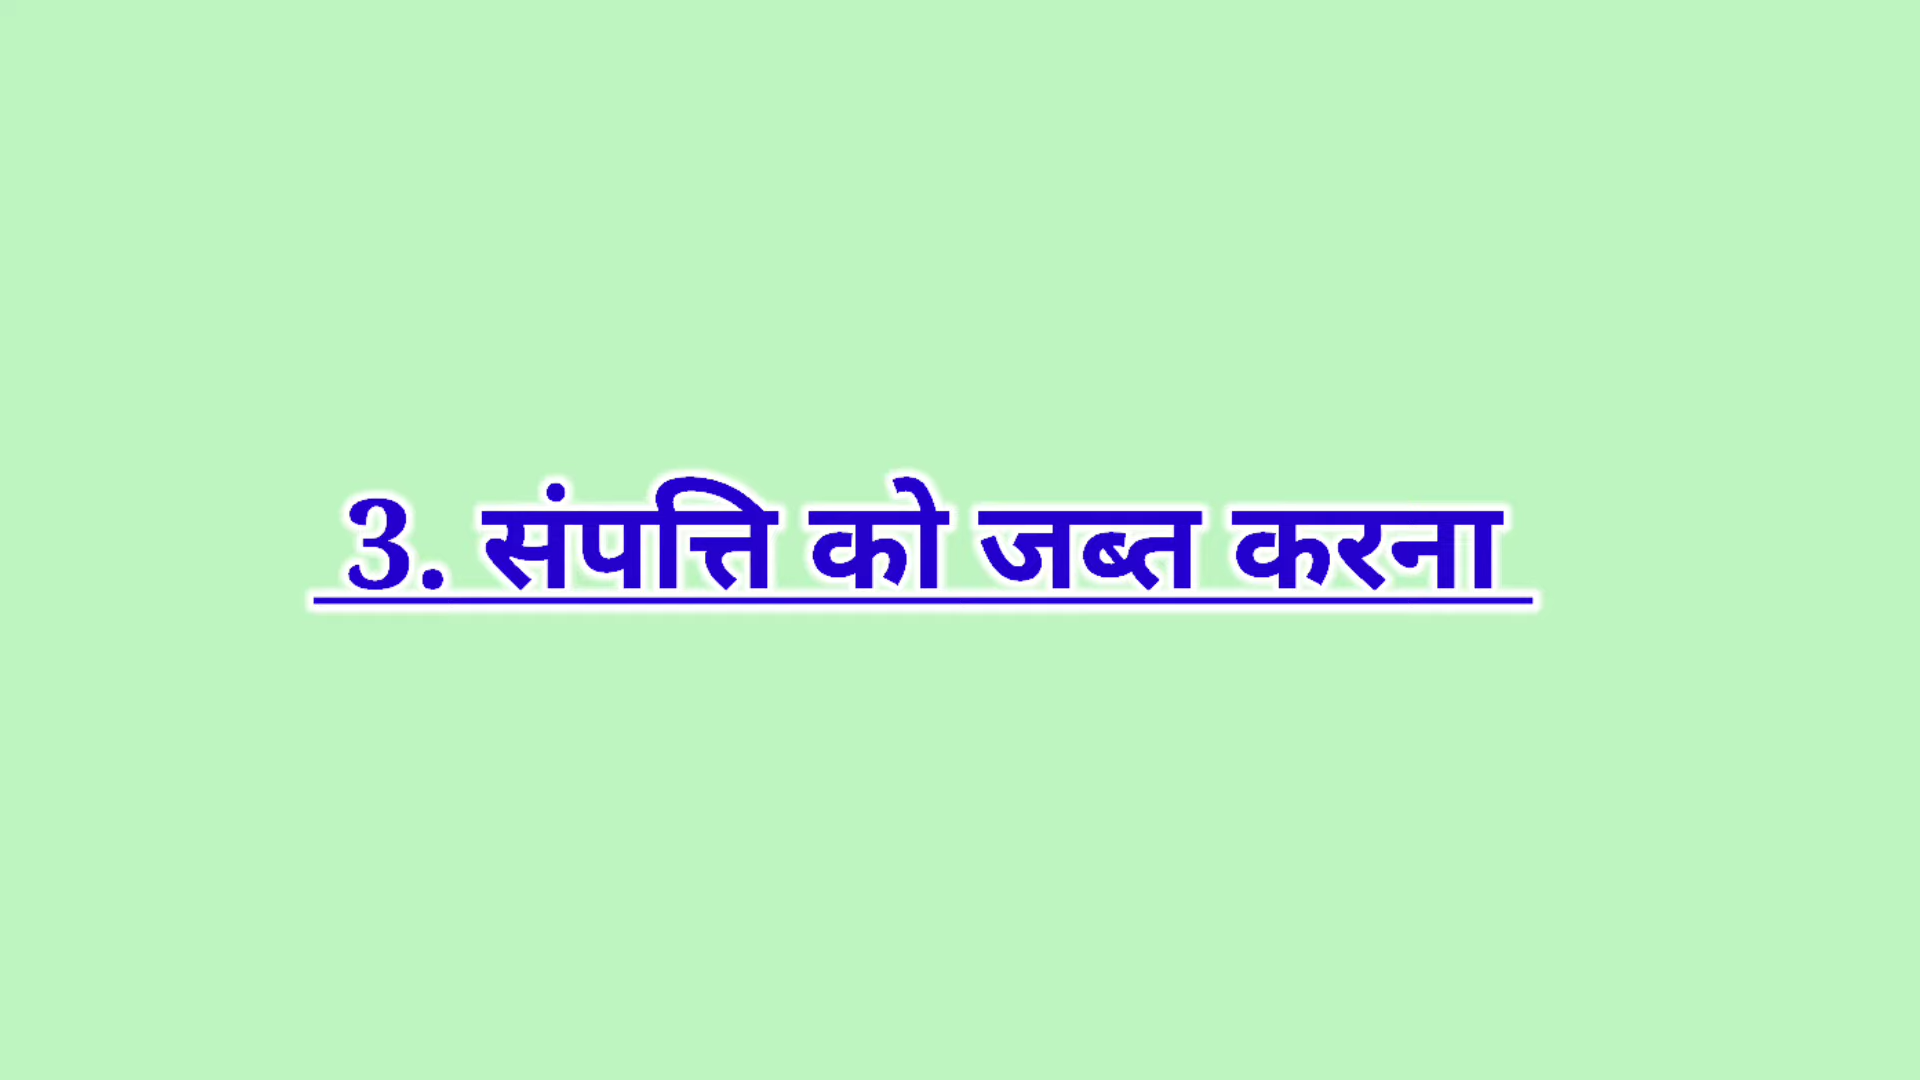 3. संपत्ति को जब्त करना